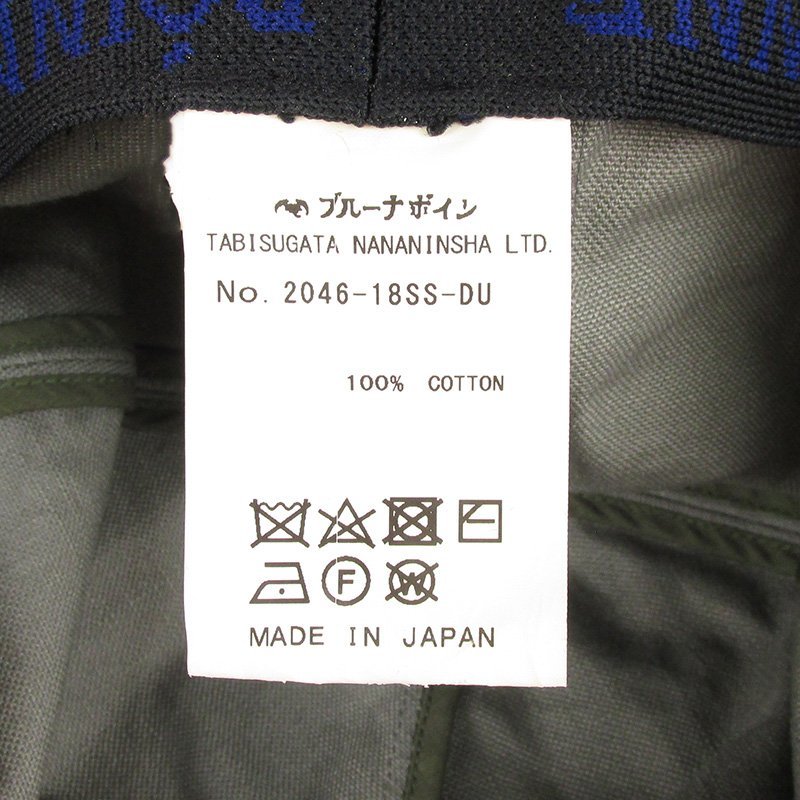 ブルーナボイン
TABISUGATA NANANINSHA LTD.
No. 2046-18SS-DU
100% COTTON
F
W
MADE IN JAPAN